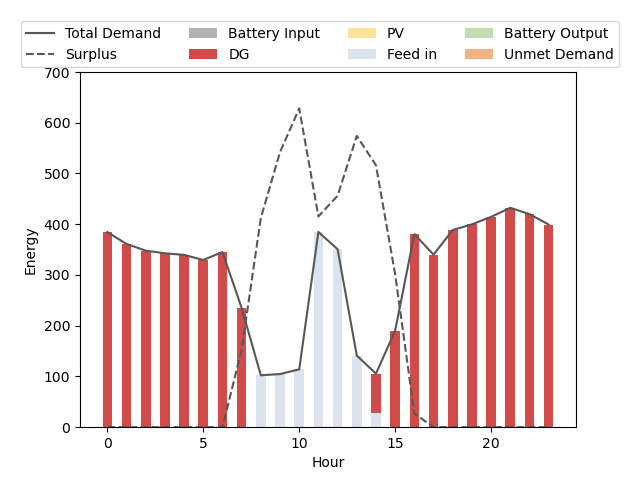 Total Demand Battery Input PV Battery Output
Surplus DG Feed in Unmet Demand
700
600
500
400
300
200
100
0
Energy
0 5 10 15 20
Hour